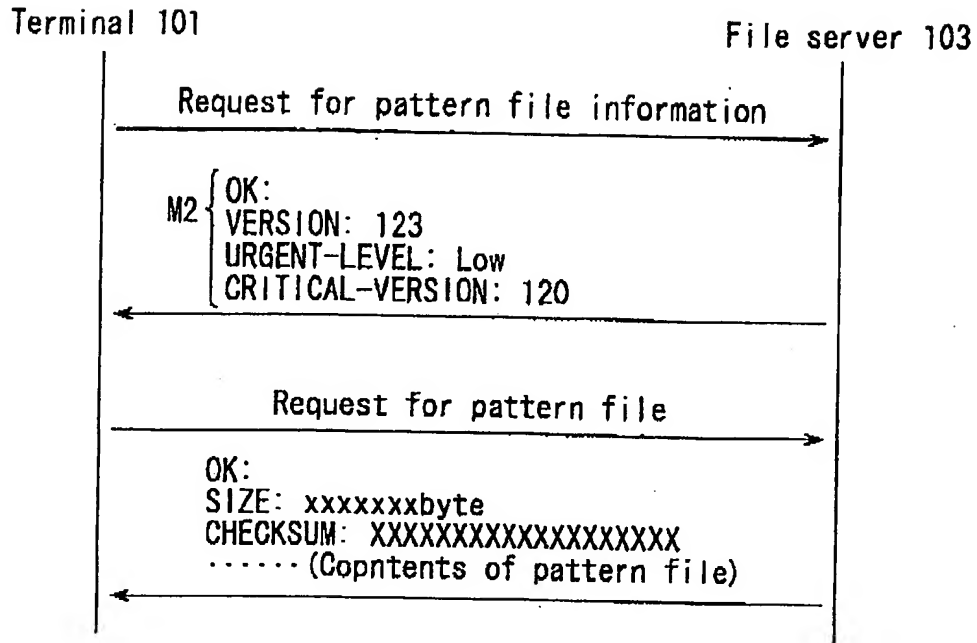 Terminal 101
File server 103
Request for pattern file information
M2
OK:
VERSION: 123
URGENT-LEVEL: Low
CRITICAL-VERSION: 120
Request for pattern file
OK:
SIZE: xxxxxxxbyte
CHECKSUM: XXXXXXXXXXXXXXXXXXX
······(Copntents of pattern file)